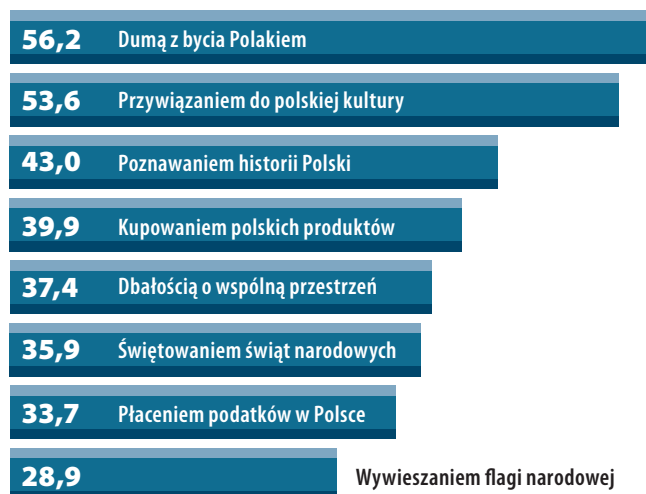 56,2 Dumą z bycia Polakiem
53,6 Przywiązaniem do polskiej kultury
43,0 Poznawaniem historii Polski
39,9 Kupowaniem polskich produktów
37,4 Dbałością o wspólną przestrzeń
35,9 Świętowaniem świąt narodowych
33,7 Płaceniem podatków w Polsce
28,9 Wywieszaniem flagi narodowej